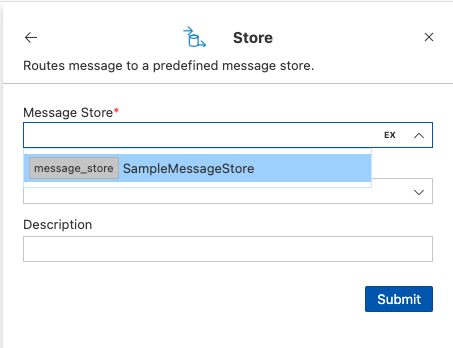 Store
Routes message to a predefined message store.
Message Store*
EX
message_store SampleMessageStore
Description
Submit